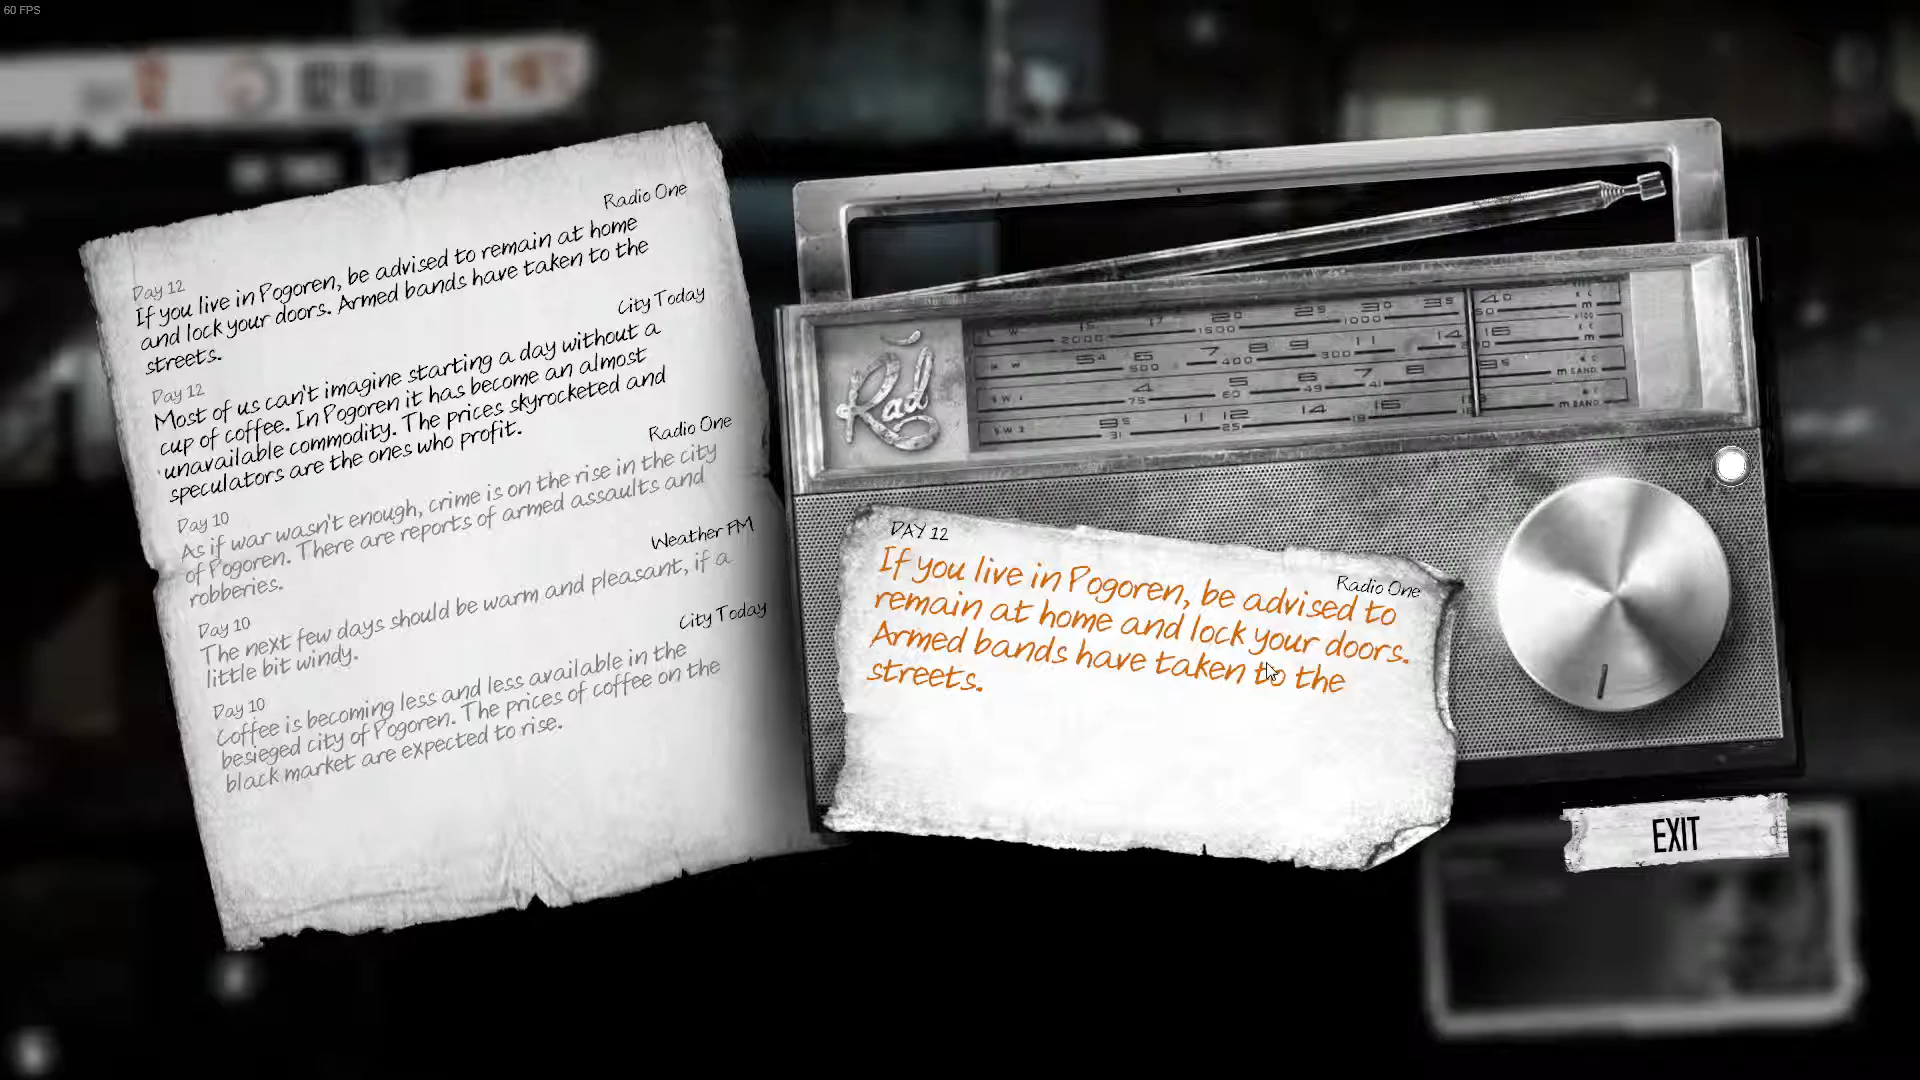 60 FPS
Radio One
Day 12
If you live in Pogoren, be advised to remain at home
and lock your doors. Armed bands have taken to the
streets.
City Today
Day 12
Most of us can't imagine starting a day without a
cup of coffee. In Pogoren it has become an almost
unavailable commodity. The prices skyrocketed and
speculators are the ones who profit.
Radio One
Day 10
As if war wasn't enough, crime is on the rise in the city
of Pogoren. There are reports of armed assaults and
robberies.
Weather FM
Day 10
The next few days should be warm and pleasant, if a
little bit windy.
City Today
Day 10
Coffee is becoming less and less available in the
besieged city of Pogoren. The prices of coffee on the
black market are expected to rise.
Rad
DAY 12
Radio One
If you live in Pogoren, be advised to
remain at home and lock your doors.
Armed bands have taken to the
streets.
EXIT